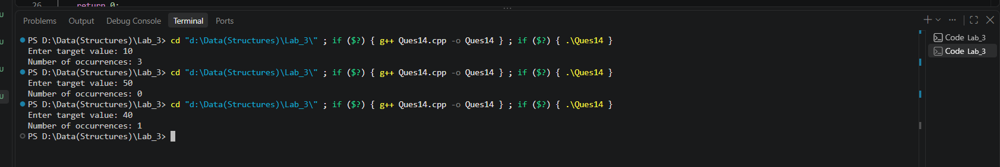 26 return 0;
Problems Output Debug Console Terminal Ports
PS D:\Data(Structures)\Lab_3> cd "d:\Data(Structures)\Lab_3\" ; if ($?) { g++ Ques14.cpp -o Ques14 } ; if ($?) { .\Ques14 }
Enter target value: 10
Number of occurrences: 3
PS D:\Data(Structures)\Lab_3> cd "d:\Data(Structures)\Lab_3\" ; if ($?) { g++ Ques14.cpp -o Ques14 } ; if ($?) { .\Ques14 }
Enter target value: 50
Number of occurrences: 0
PS D:\Data(Structures)\Lab_3> cd "d:\Data(Structures)\Lab_3\" ; if ($?) { g++ Ques14.cpp -o Ques14 } ; if ($?) { .\Ques14 }
Enter target value: 40
Number of occurrences: 1
PS D:\Data(Structures)\Lab_3>
Code Lab_3
Code Lab_3
U
U
U
U